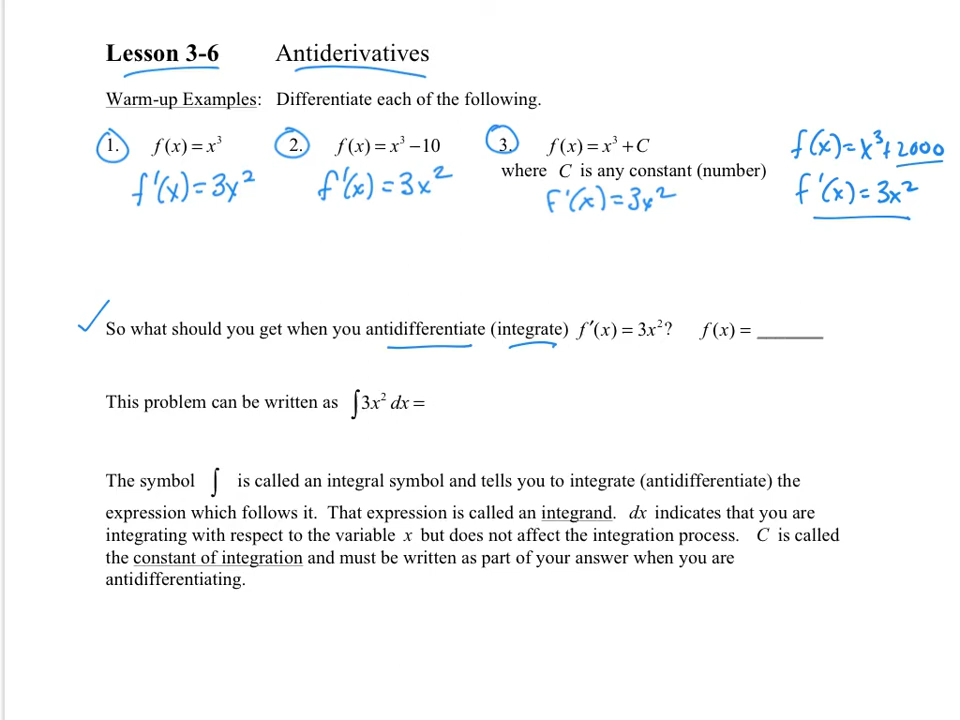 Lesson 3-6 Antiderivatives
Warm-up Examples: Differentiate each of the following.
1. f(x) = x³ 2. f(x) = x³ − 10 3. f(x) = x³ + C f(x) = x³ + 2000
where C is any constant (number)
f'(x) = 3x² f'(x) = 3x² f'(x) = 3x² f'(x) = 3x²
So what should you get when you antidifferentiate (integrate) f′(x) = 3x²? f(x) = ______
This problem can be written as ∫3x² dx =
The symbol ∫ is called an integral symbol and tells you to integrate (antidifferentiate) the
expression which follows it. That expression is called an integrand. dx indicates that you are
integrating with respect to the variable x but does not affect the integration process. C is called
the constant of integration and must be written as part of your answer when you are
antidifferentiating.